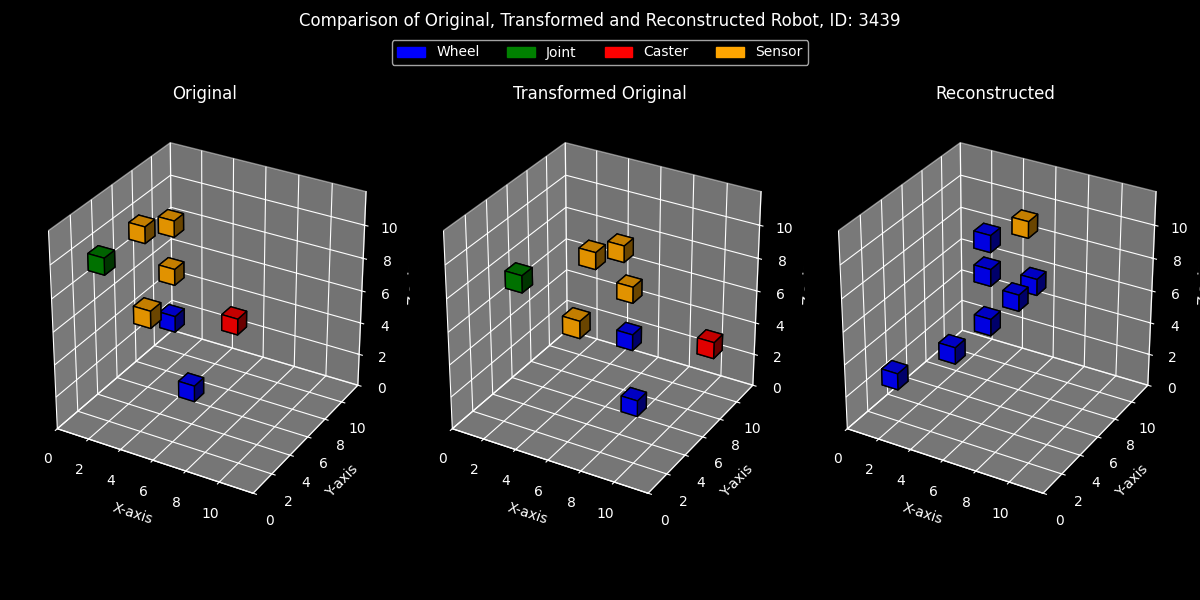 Comparison of Original, Transformed and Reconstructed Robot, ID: 3439
Wheel Joint Caster Sensor
Original Transformed Original Reconstructed
10 10 10
8 8 8
6 6 6
4 4 4
2 2 2
0 0 0
0 2 4 6 8 10 0 2 4 6 8 10 0 2 4 6 8 10
0 2 4 6 8 10 0 2 4 6 8 10 0 2 4 6 8 10
X-axis Y-axis X-axis Y-axis X-axis Y-axis